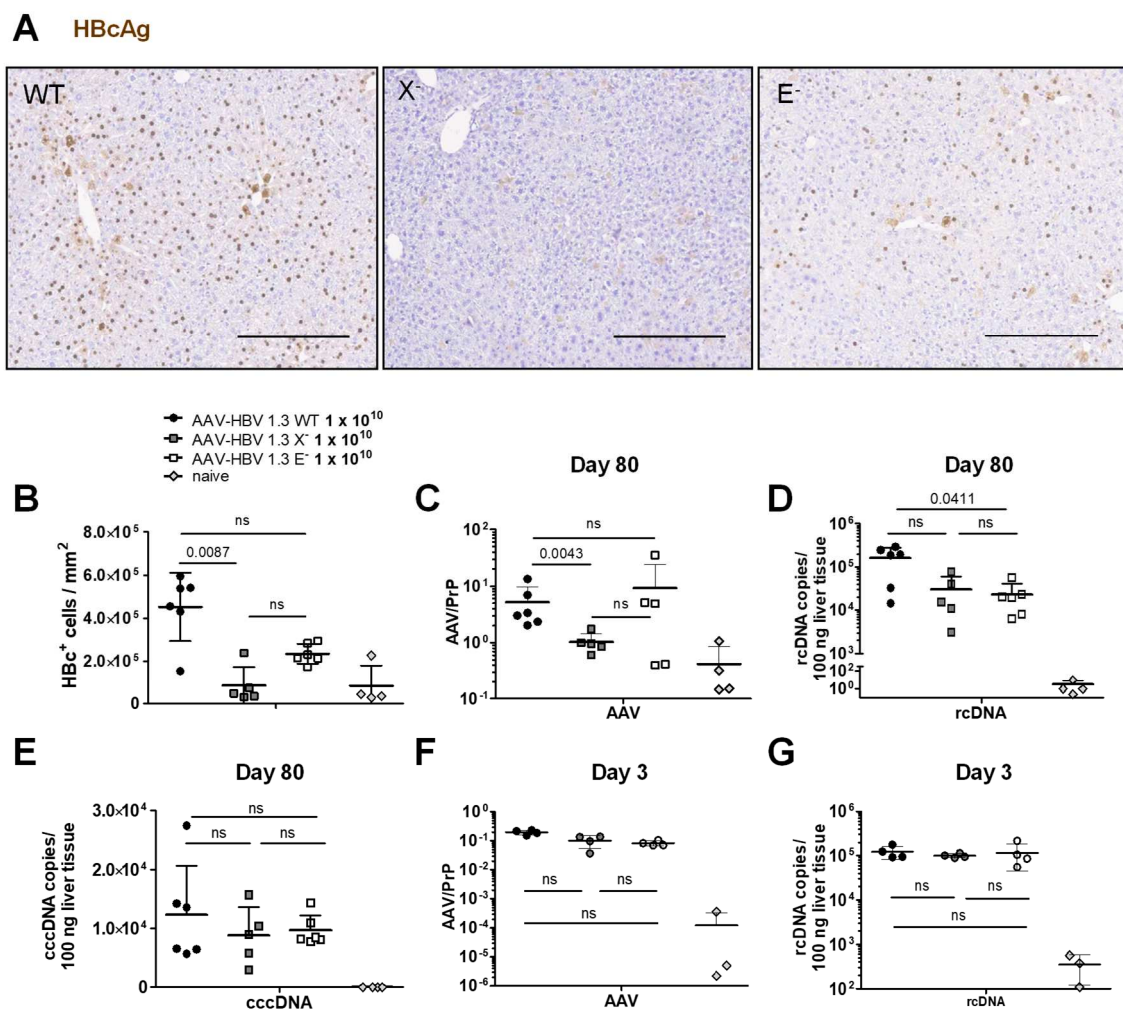 A HBcAg
WT
X-
E-
AAV-HBV 1.3 WT 1 x 10^10
AAV-HBV 1.3 X- 1 x 10^10
AAV-HBV 1.3 E- 1 x 10^10
naive
B
HBc+ cells / mm2
8.0×10^5
6.0×10^5
4.0×10^5
2.0×10^5
0
ns
0.0087
ns
C
Day 80
AAV/PrP
10^2
10^1
10^0
10^-1
ns
0.0043
ns
AAV
D
Day 80
rcDNA copies/
100 ng liver tissue
10^6
10^5
10^4
10^3
10^2
10^0
0.0411
ns
ns
rcDNA
E
Day 80
cccDNA copies/
100 ng liver tissue
3.0×10^4
2.0×10^4
1.0×10^4
0
ns
ns
ns
cccDNA
F
Day 3
AAV/PrP
10^0
10^-1
10^-2
10^-3
10^-4
10^-5
10^-6
ns
ns
ns
AAV
G
Day 3
rcDNA copies/
100 ng liver tissue
10^6
10^5
10^4
10^3
10^2
ns
ns
ns
rcDNA